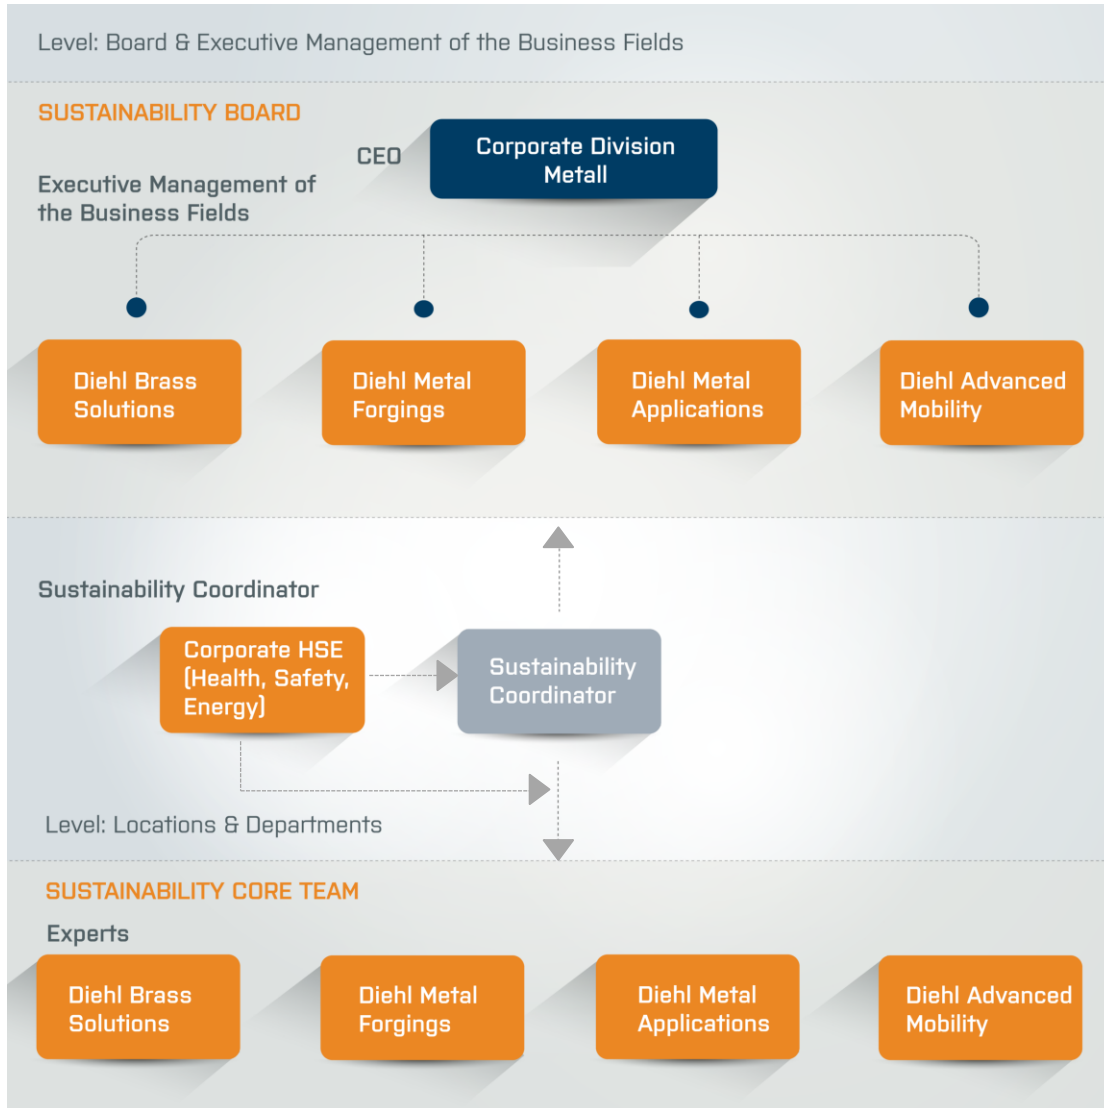 Level: Board & Executive Management of the Business Fields
SUSTAINABILITY BOARD
CEO
Corporate Division
Metall
Executive Management of
the Business Fields
Diehl Brass
Solutions
Diehl Metal
Forgings
Diehl Metal
Applications
Diehl Advanced
Mobility
Sustainability Coordinator
Corporate HSE
(Health, Safety,
Energy)
Sustainability
Coordinator
Level: Locations & Departments
SUSTAINABILITY CORE TEAM
Experts
Diehl Brass
Solutions
Diehl Metal
Forgings
Diehl Metal
Applications
Diehl Advanced
Mobility